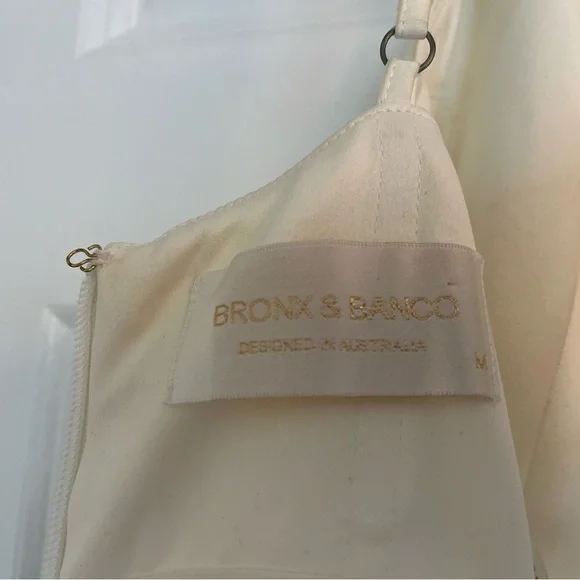 BRONX & BANCO
DESIGNED IN AUSTRALIA
M